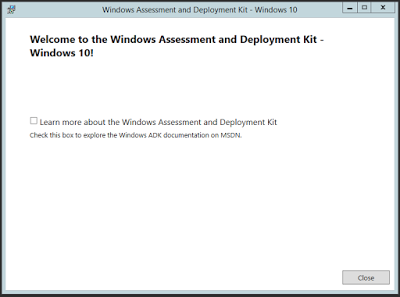 Windows Assessment and Deployment Kit - Windows 10
Welcome to the Windows Assessment and Deployment Kit -
Windows 10!
Learn more about the Windows Assessment and Deployment Kit
Check this box to explore the Windows ADK documentation on MSDN.
Close